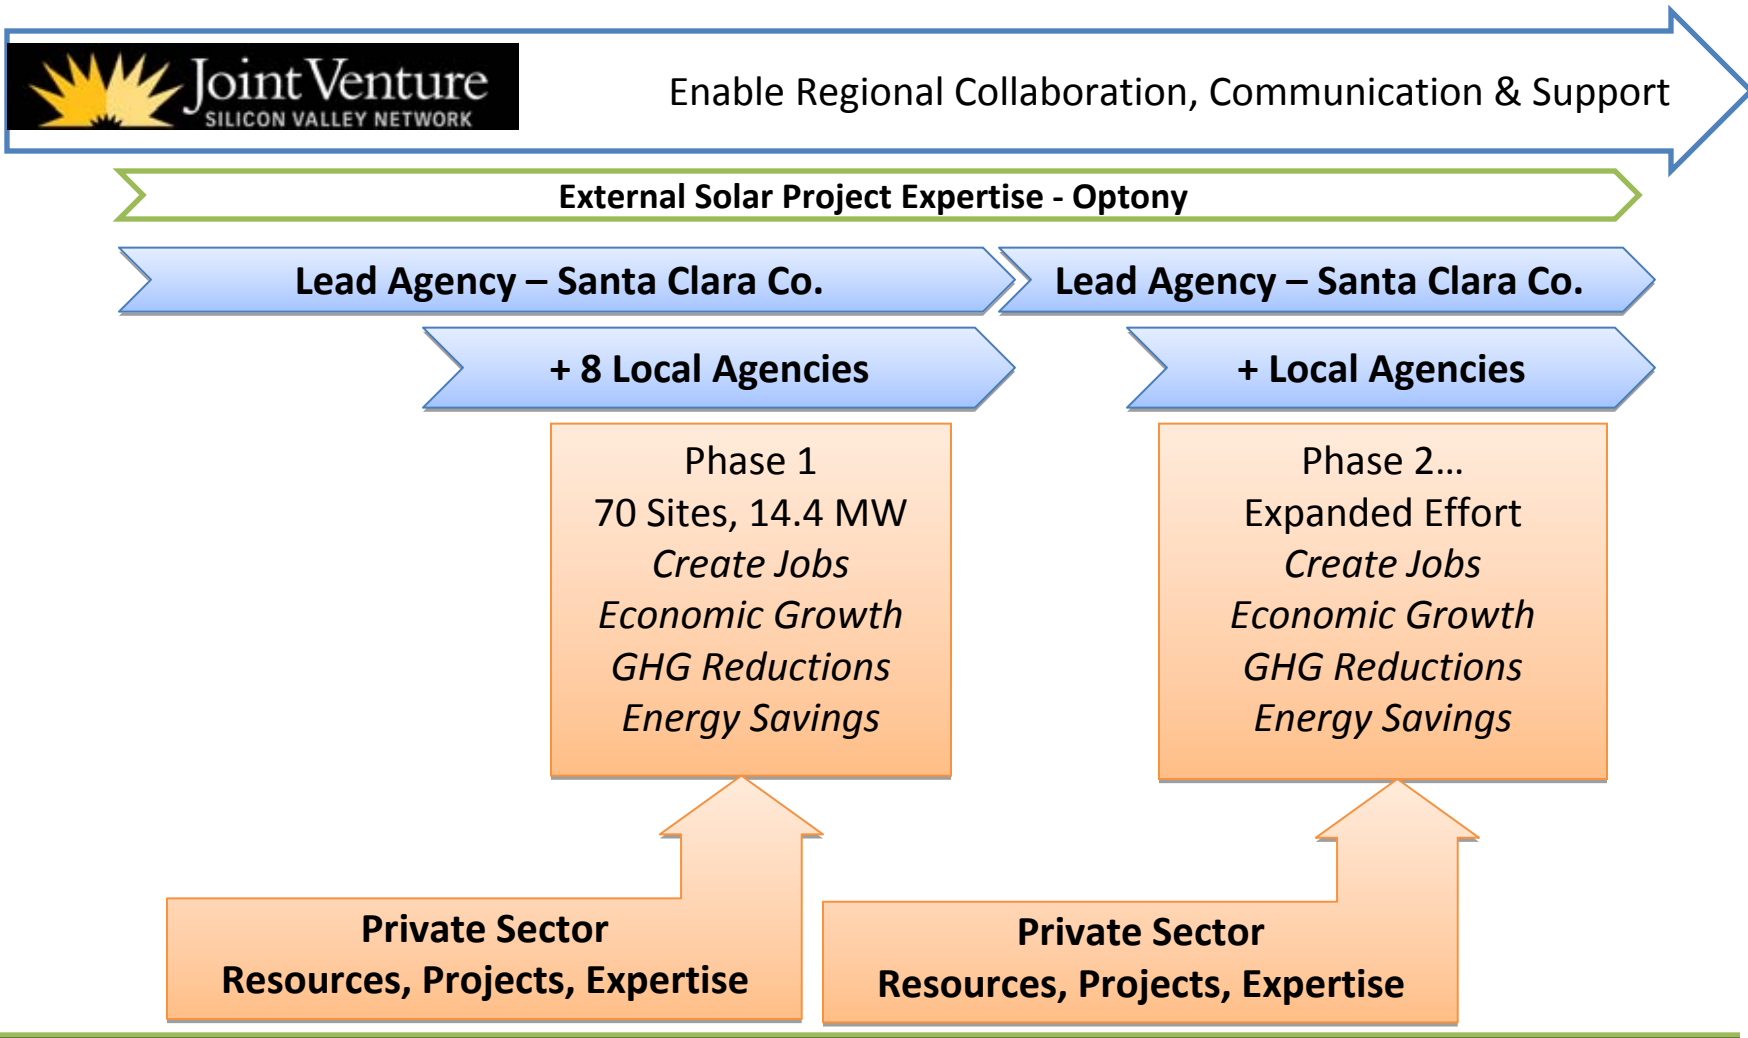 Joint Venture
SILICON VALLEY NETWORK
Enable Regional Collaboration, Communication & Support
External Solar Project Expertise - Optony
Lead Agency – Santa Clara Co.
Lead Agency – Santa Clara Co.
+ 8 Local Agencies
+ Local Agencies
Phase 1
70 Sites, 14.4 MW
Create Jobs
Economic Growth
GHG Reductions
Energy Savings
Phase 2...
Expanded Effort
Create Jobs
Economic Growth
GHG Reductions
Energy Savings
Private Sector
Resources, Projects, Expertise
Private Sector
Resources, Projects, Expertise